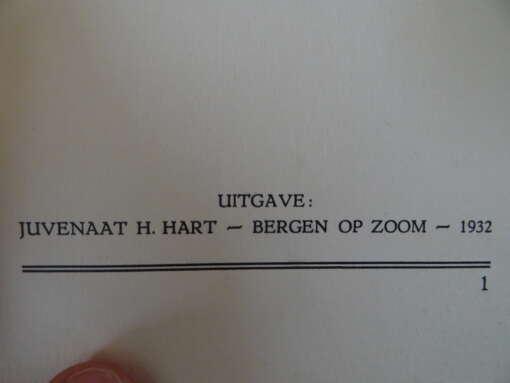 UITGAVE:
JUVENAAT H. HART ~ BERGEN OP ZOOM ~ 1932
1